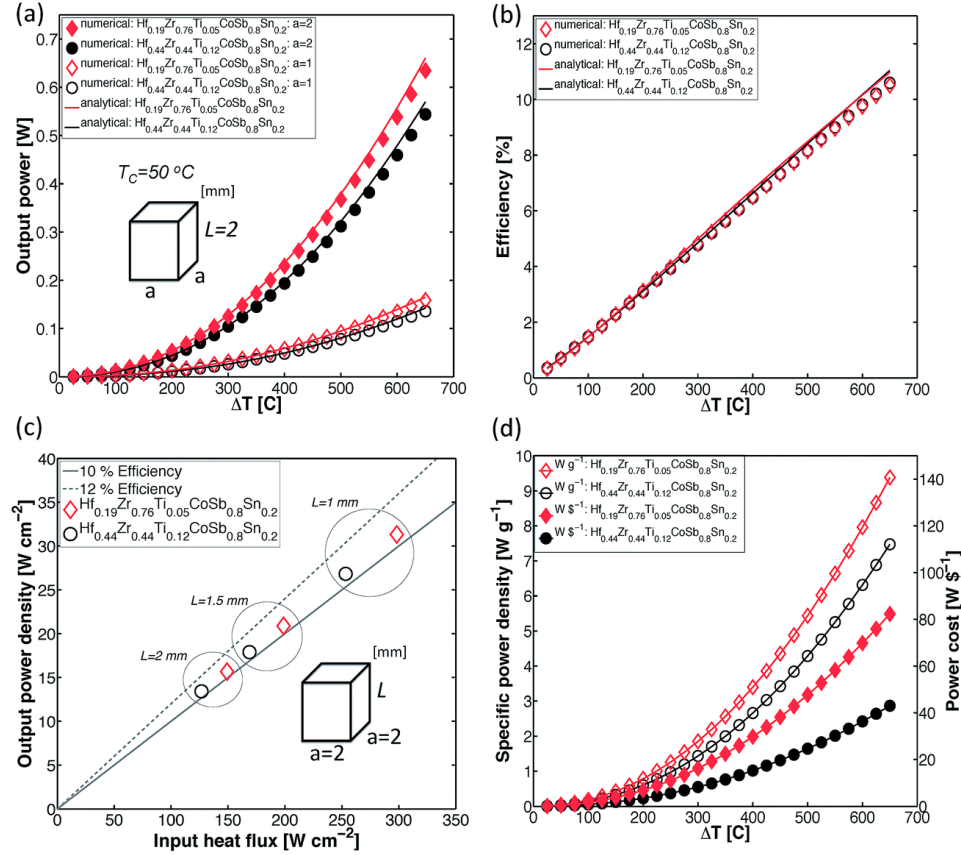 (a)
numerical: Hf0.19Zr0.76Ti0.05CoSb0.8Sn0.2: a=2
numerical: Hf0.44Zr0.44Ti0.12CoSb0.8Sn0.2: a=2
numerical: Hf0.19Zr0.76Ti0.05CoSb0.8Sn0.2: a=1
numerical: Hf0.44Zr0.44Ti0.12CoSb0.8Sn0.2: a=1
analytical: Hf0.19Zr0.76Ti0.05CoSb0.8Sn0.2
analytical: Hf0.44Zr0.44Ti0.12CoSb0.8Sn0.2
TC=50 °C
[mm]
L=2
a
a
Output power [W]
0.7
0.6
0.5
0.4
0.3
0.2
0.1
0
0 100 200 300 400 500 600 700
ΔT [C]
(b)
numerical: Hf0.19Zr0.76Ti0.05CoSb0.8Sn0.2
numerical: Hf0.44Zr0.44Ti0.12CoSb0.8Sn0.2
analytical: Hf0.19Zr0.76Ti0.05CoSb0.8Sn0.2
analytical: Hf0.44Zr0.44Ti0.12CoSb0.8Sn0.2
Efficiency [%]
12
10
8
6
4
2
0
0 100 200 300 400 500 600 700
ΔT [C]
(c)
10 % Efficiency
12 % Efficiency
Hf0.19Zr0.76Ti0.05CoSb0.8Sn0.2
Hf0.44Zr0.44Ti0.12CoSb0.8Sn0.2
L=1 mm
L=1.5 mm
L=2 mm
[mm]
L
a=2
a=2
Output power density [W cm−2]
40
35
30
25
20
15
10
5
0
0 50 100 150 200 250 300 350
Input heat flux [W cm−2]
(d)
W g−1: Hf0.19Zr0.76Ti0.05CoSb0.8Sn0.2
W g−1: Hf0.44Zr0.44Ti0.12CoSb0.8Sn0.2
W $−1: Hf0.19Zr0.76Ti0.05CoSb0.8Sn0.2
W $−1: Hf0.44Zr0.44Ti0.12CoSb0.8Sn0.2
Specific power density [W g−1]
10
9
8
7
6
5
4
3
2
1
0
0 100 200 300 400 500 600 700
ΔT [C]
140
120
100
80
60
40
20
0
Power cost [W $−1]